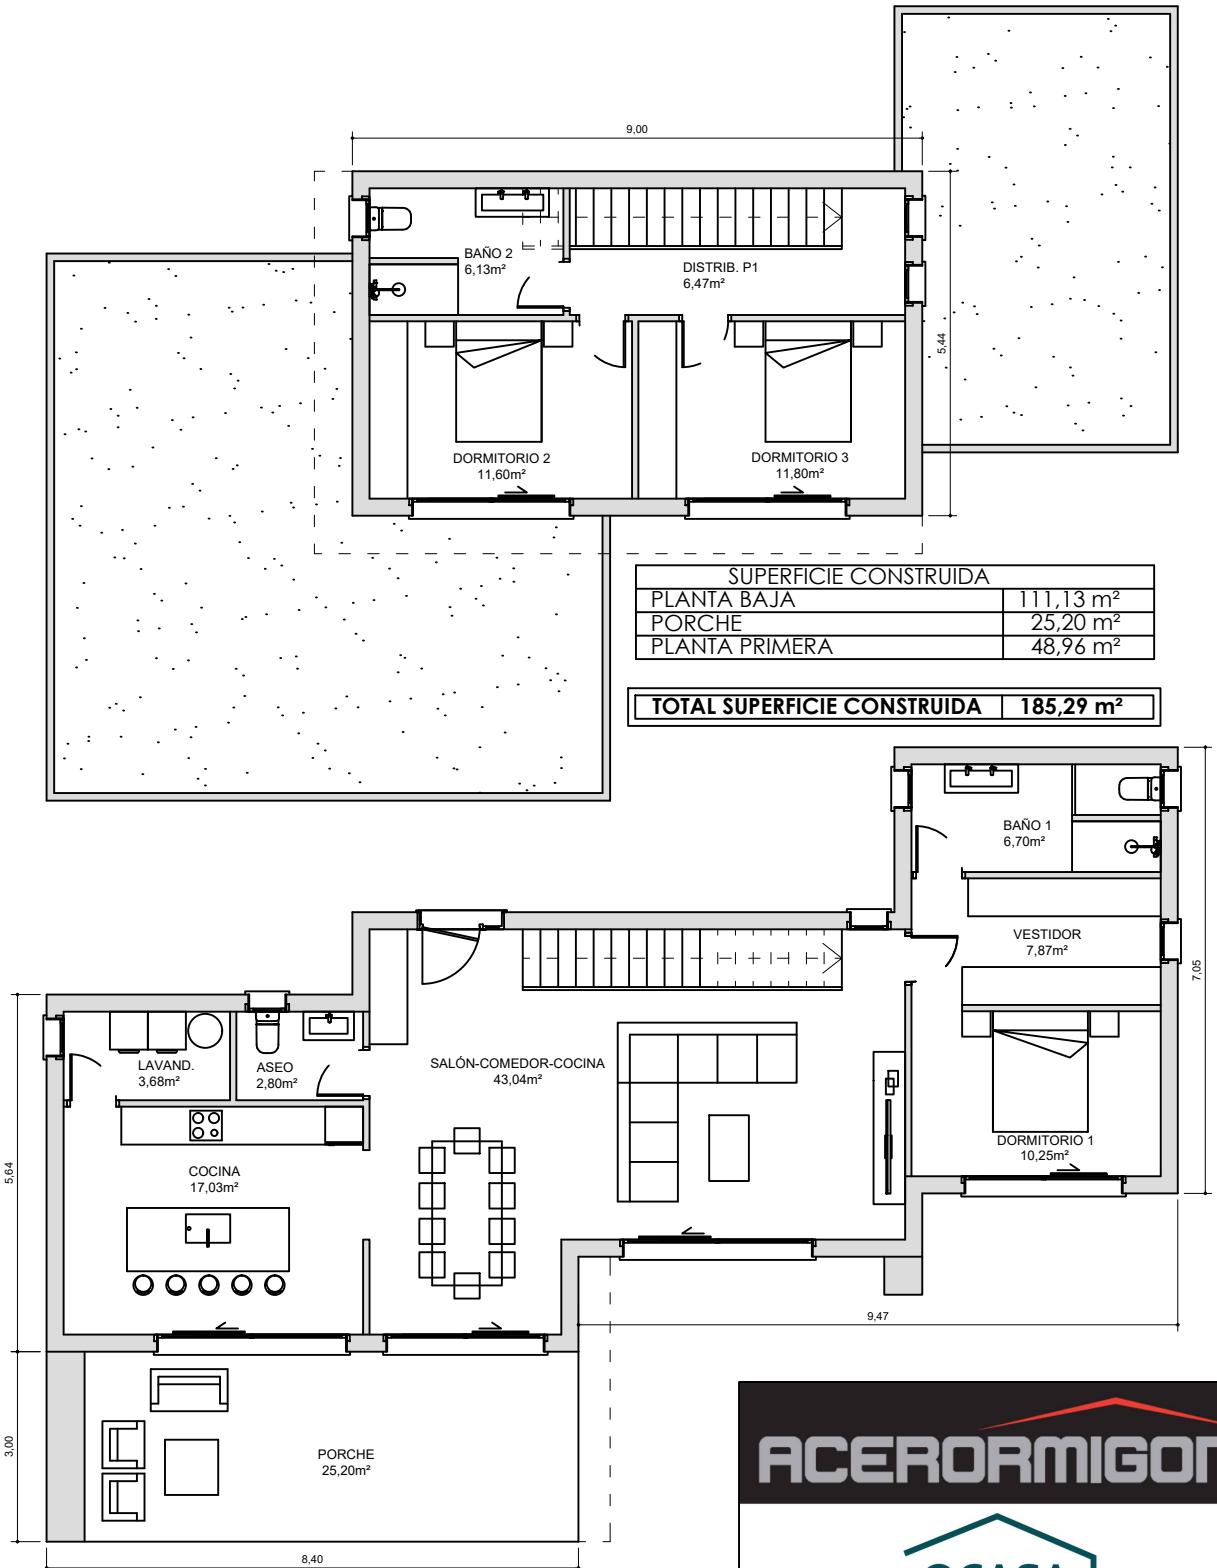 9,00
BAÑO 2
6,13m²
DISTRIB. P1
6,47m²
5,44
DORMITORIO 2
11,60m²
DORMITORIO 3
11,80m²
SUPERFICIE CONSTRUIDA
PLANTA BAJA 111,13 m²
PORCHE 25,20 m²
PLANTA PRIMERA 48,96 m²
TOTAL SUPERFICIE CONSTRUIDA 185,29 m²
BAÑO 1
6,70m²
VESTIDOR
7,87m²
7,05
LAVAND.
3,68m²
ASEO
2,80m²
SALÓN-COMEDOR-COCINA
43,04m²
DORMITORIO 1
10,25m²
5,64
COCINA
17,03m²
9,47
3,00
PORCHE
25,20m²
8,40
ACERORMIGON